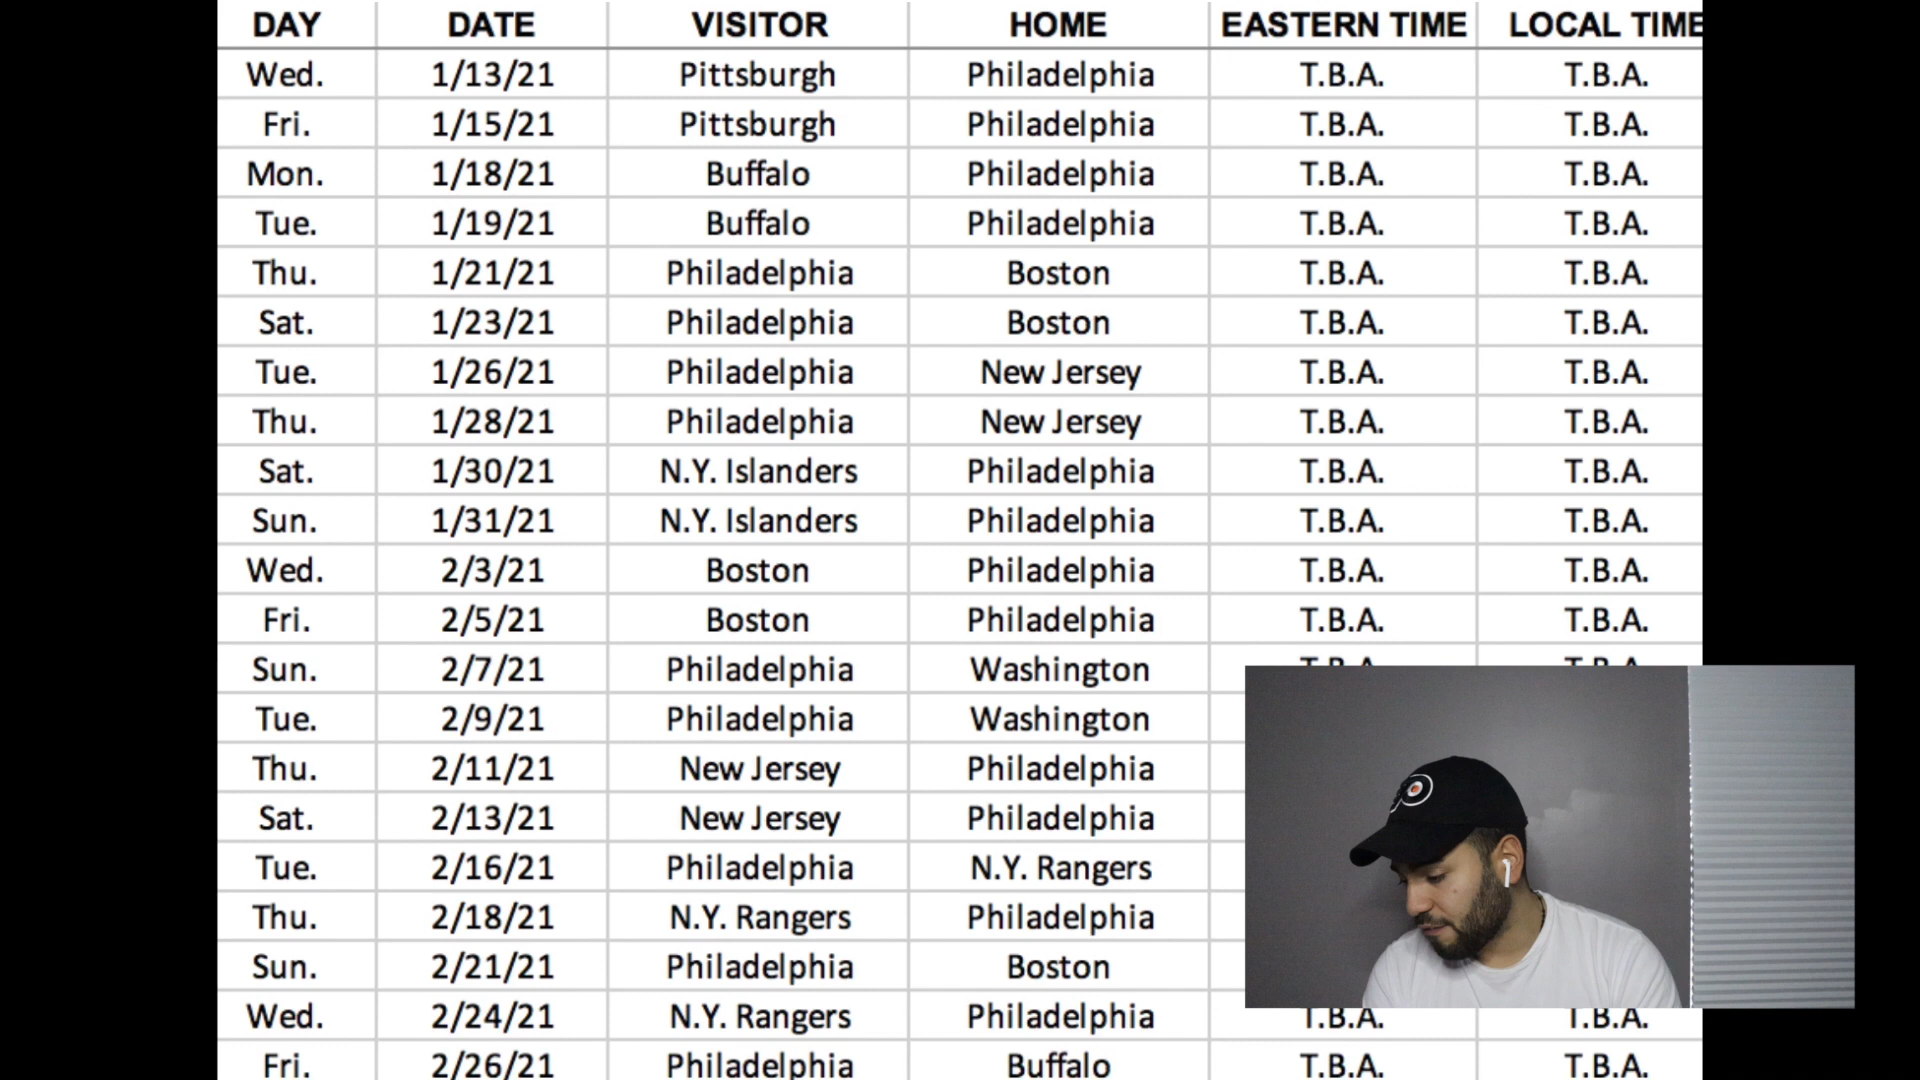 DAY DATE VISITOR HOME EASTERN TIME LOCAL TIME
Wed. 1/13/21 Pittsburgh Philadelphia T.B.A. T.B.A.
Fri. 1/15/21 Pittsburgh Philadelphia T.B.A. T.B.A.
Mon. 1/18/21 Buffalo Philadelphia T.B.A. T.B.A.
Tue. 1/19/21 Buffalo Philadelphia T.B.A. T.B.A.
Thu. 1/21/21 Philadelphia Boston T.B.A. T.B.A.
Sat. 1/23/21 Philadelphia Boston T.B.A. T.B.A.
Tue. 1/26/21 Philadelphia New Jersey T.B.A. T.B.A.
Thu. 1/28/21 Philadelphia New Jersey T.B.A. T.B.A.
Sat. 1/30/21 N.Y. Islanders Philadelphia T.B.A. T.B.A.
Sun. 1/31/21 N.Y. Islanders Philadelphia T.B.A. T.B.A.
Wed. 2/3/21 Boston Philadelphia T.B.A. T.B.A.
Fri. 2/5/21 Boston Philadelphia T.B.A. T.B.A.
Sun. 2/7/21 Philadelphia Washington
Tue. 2/9/21 Philadelphia Washington
Thu. 2/11/21 New Jersey Philadelphia
Sat. 2/13/21 New Jersey Philadelphia
Tue. 2/16/21 Philadelphia N.Y. Rangers
Thu. 2/18/21 N.Y. Rangers Philadelphia
Sun. 2/21/21 Philadelphia Boston
Wed. 2/24/21 N.Y. Rangers Philadelphia T.B.A. T.B.A.
Fri. 2/26/21 Philadelphia Buffalo T.B.A. T.B.A.